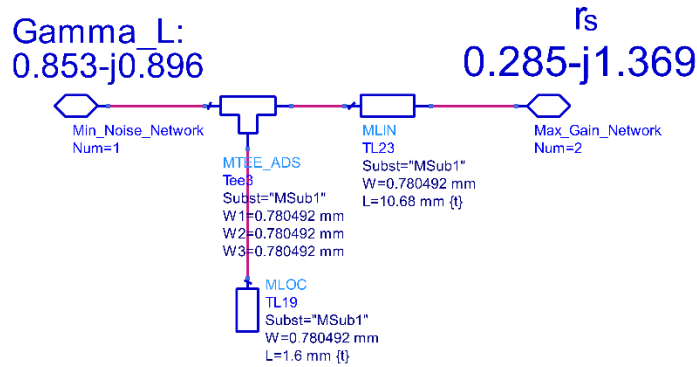 Gamma_L:
0.853-j0.896
rs
0.285-j1.369
Min_Noise_Network
Num=1
MTEE_ADS
Tee3
Subst="MSub1"
W1=0.780492 mm
W2=0.780492 mm
W3=0.780492 mm
MLIN
TL23
Subst="MSub1"
W=0.780492 mm
L=10.68 mm {t}
Max_Gain_Network
Num=2
MLOC
TL19
Subst="MSub1"
W=0.780492 mm
L=1.6 mm {t}